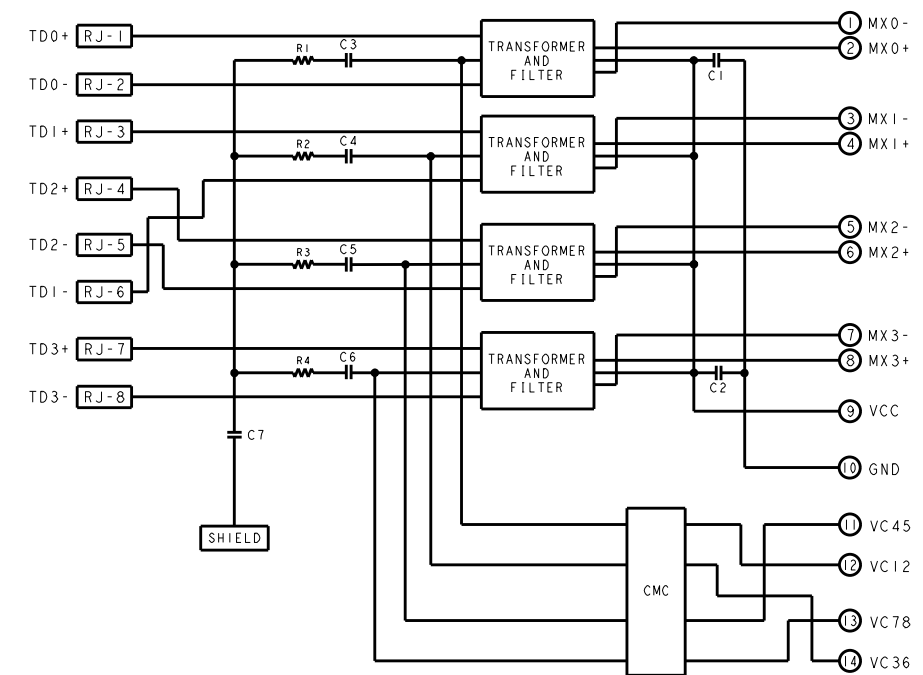 TD0+ RJ-1
TD0- RJ-2
TD1+ RJ-3
TD2+ RJ-4
TD2- RJ-5
TD1- RJ-6
TD3+ RJ-7
TD3- RJ-8
R1
C3
R2
C4
R3
C5
R4
C6
C7
SHIELD
TRANSFORMER
AND
FILTER
TRANSFORMER
AND
FILTER
TRANSFORMER
AND
FILTER
TRANSFORMER
AND
FILTER
C1
C2
CMC
1 MX0-
2 MX0+
3 MX1-
4 MX1+
5 MX2-
6 MX2+
7 MX3-
8 MX3+
9 VCC
10 GND
11 VC45
12 VC12
13 VC78
14 VC36